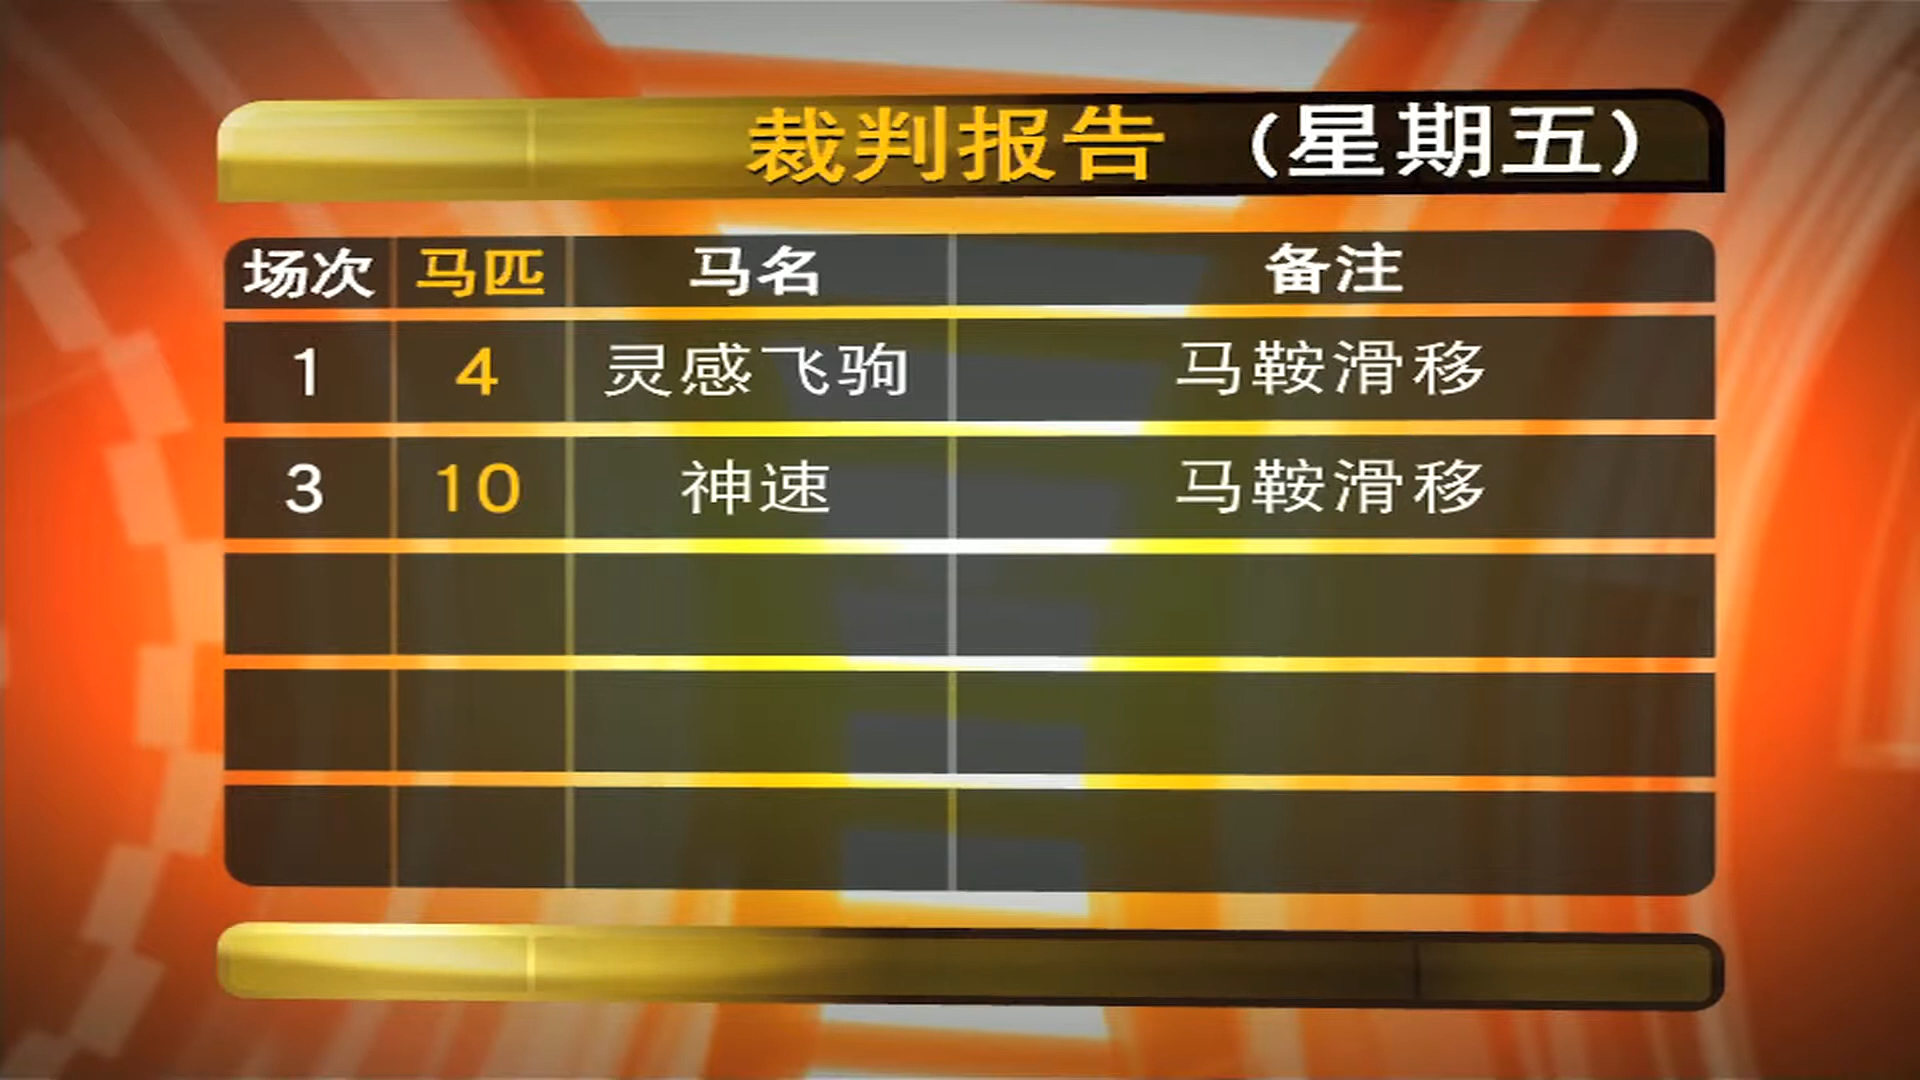 裁判报告 (星期五)
场次 马匹 马名 备注
1 4 灵感飞驹 马鞍滑移
3 10 神速 马鞍滑移